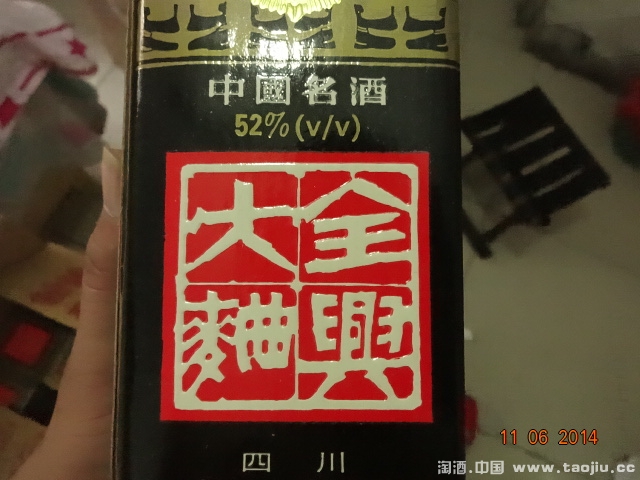 中國名酒
52%(v/v)
全興
大麯
四川
11 06 2014
淘酒.中国 www.taojiu.cc